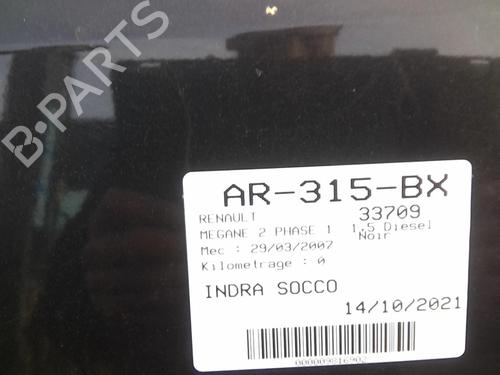 B-PARTS
AR-315-BX
RENAULT 33709
MEGANE 2 PHASE 1 1.5 Diesel
Noir
Mec : 29/03/2007
Kilometrage : 0
INDRA SOCCO
14/10/2021
000009816902